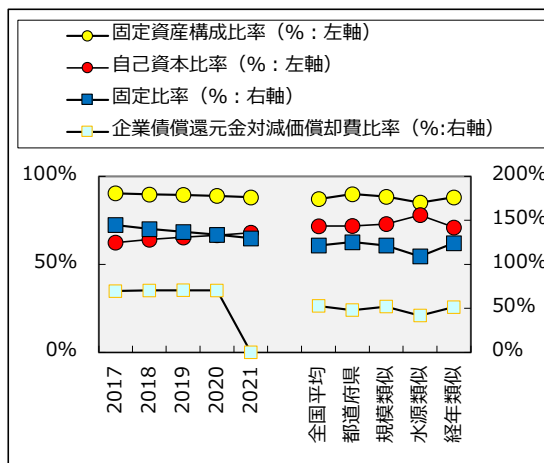 固定資産構成比率（%：左軸）
自己資本比率（%：左軸）
固定比率（%：右軸）
企業債償還元金対減価償却費比率（%:右軸）
100%
50%
0%
200%
150%
100%
50%
0%
2017
2018
2019
2020
2021
全国平均
都道府県
規模類似
水源類似
経年類似